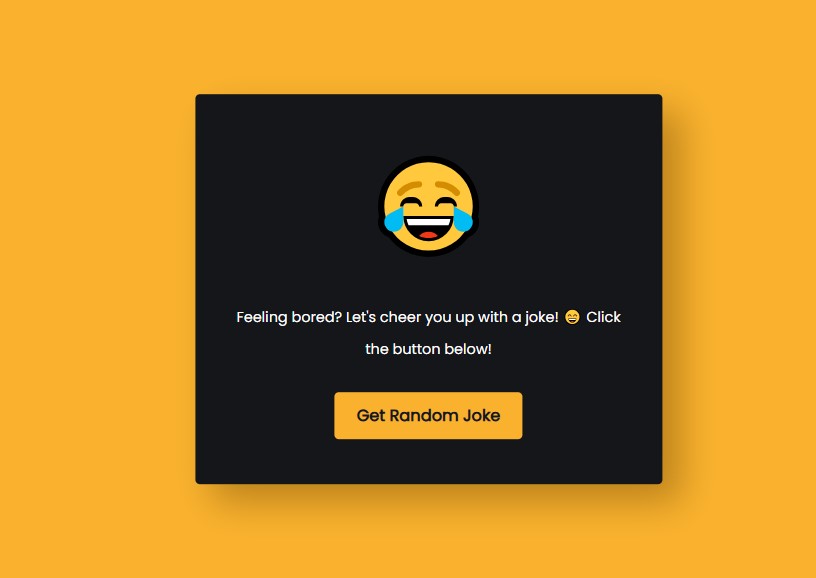 Feeling bored? Let's cheer you up with a joke! 😄 Click
the button below!
Get Random Joke